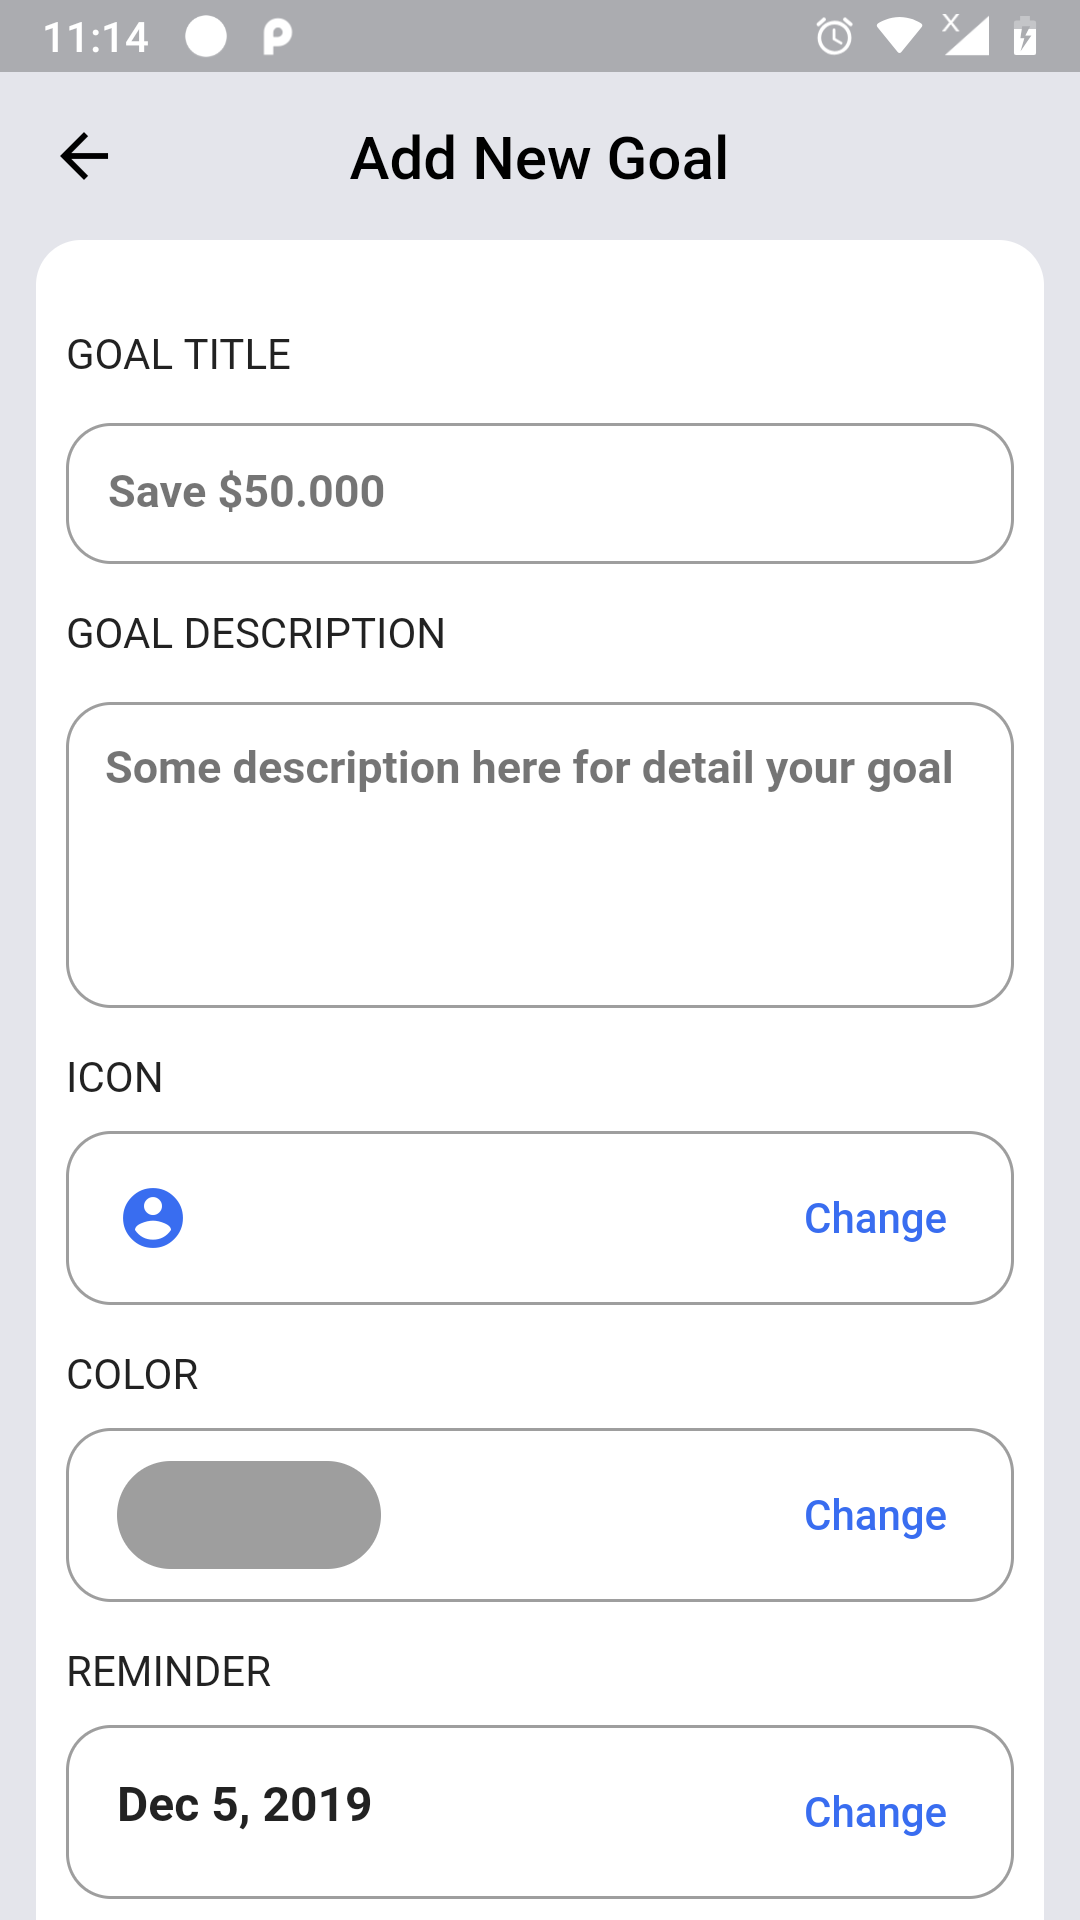 11:14
Add New Goal
GOAL TITLE
Save $50.000
GOAL DESCRIPTION
Some description here for detail your goal
ICON
Change
COLOR
Change
REMINDER
Dec 5, 2019
Change